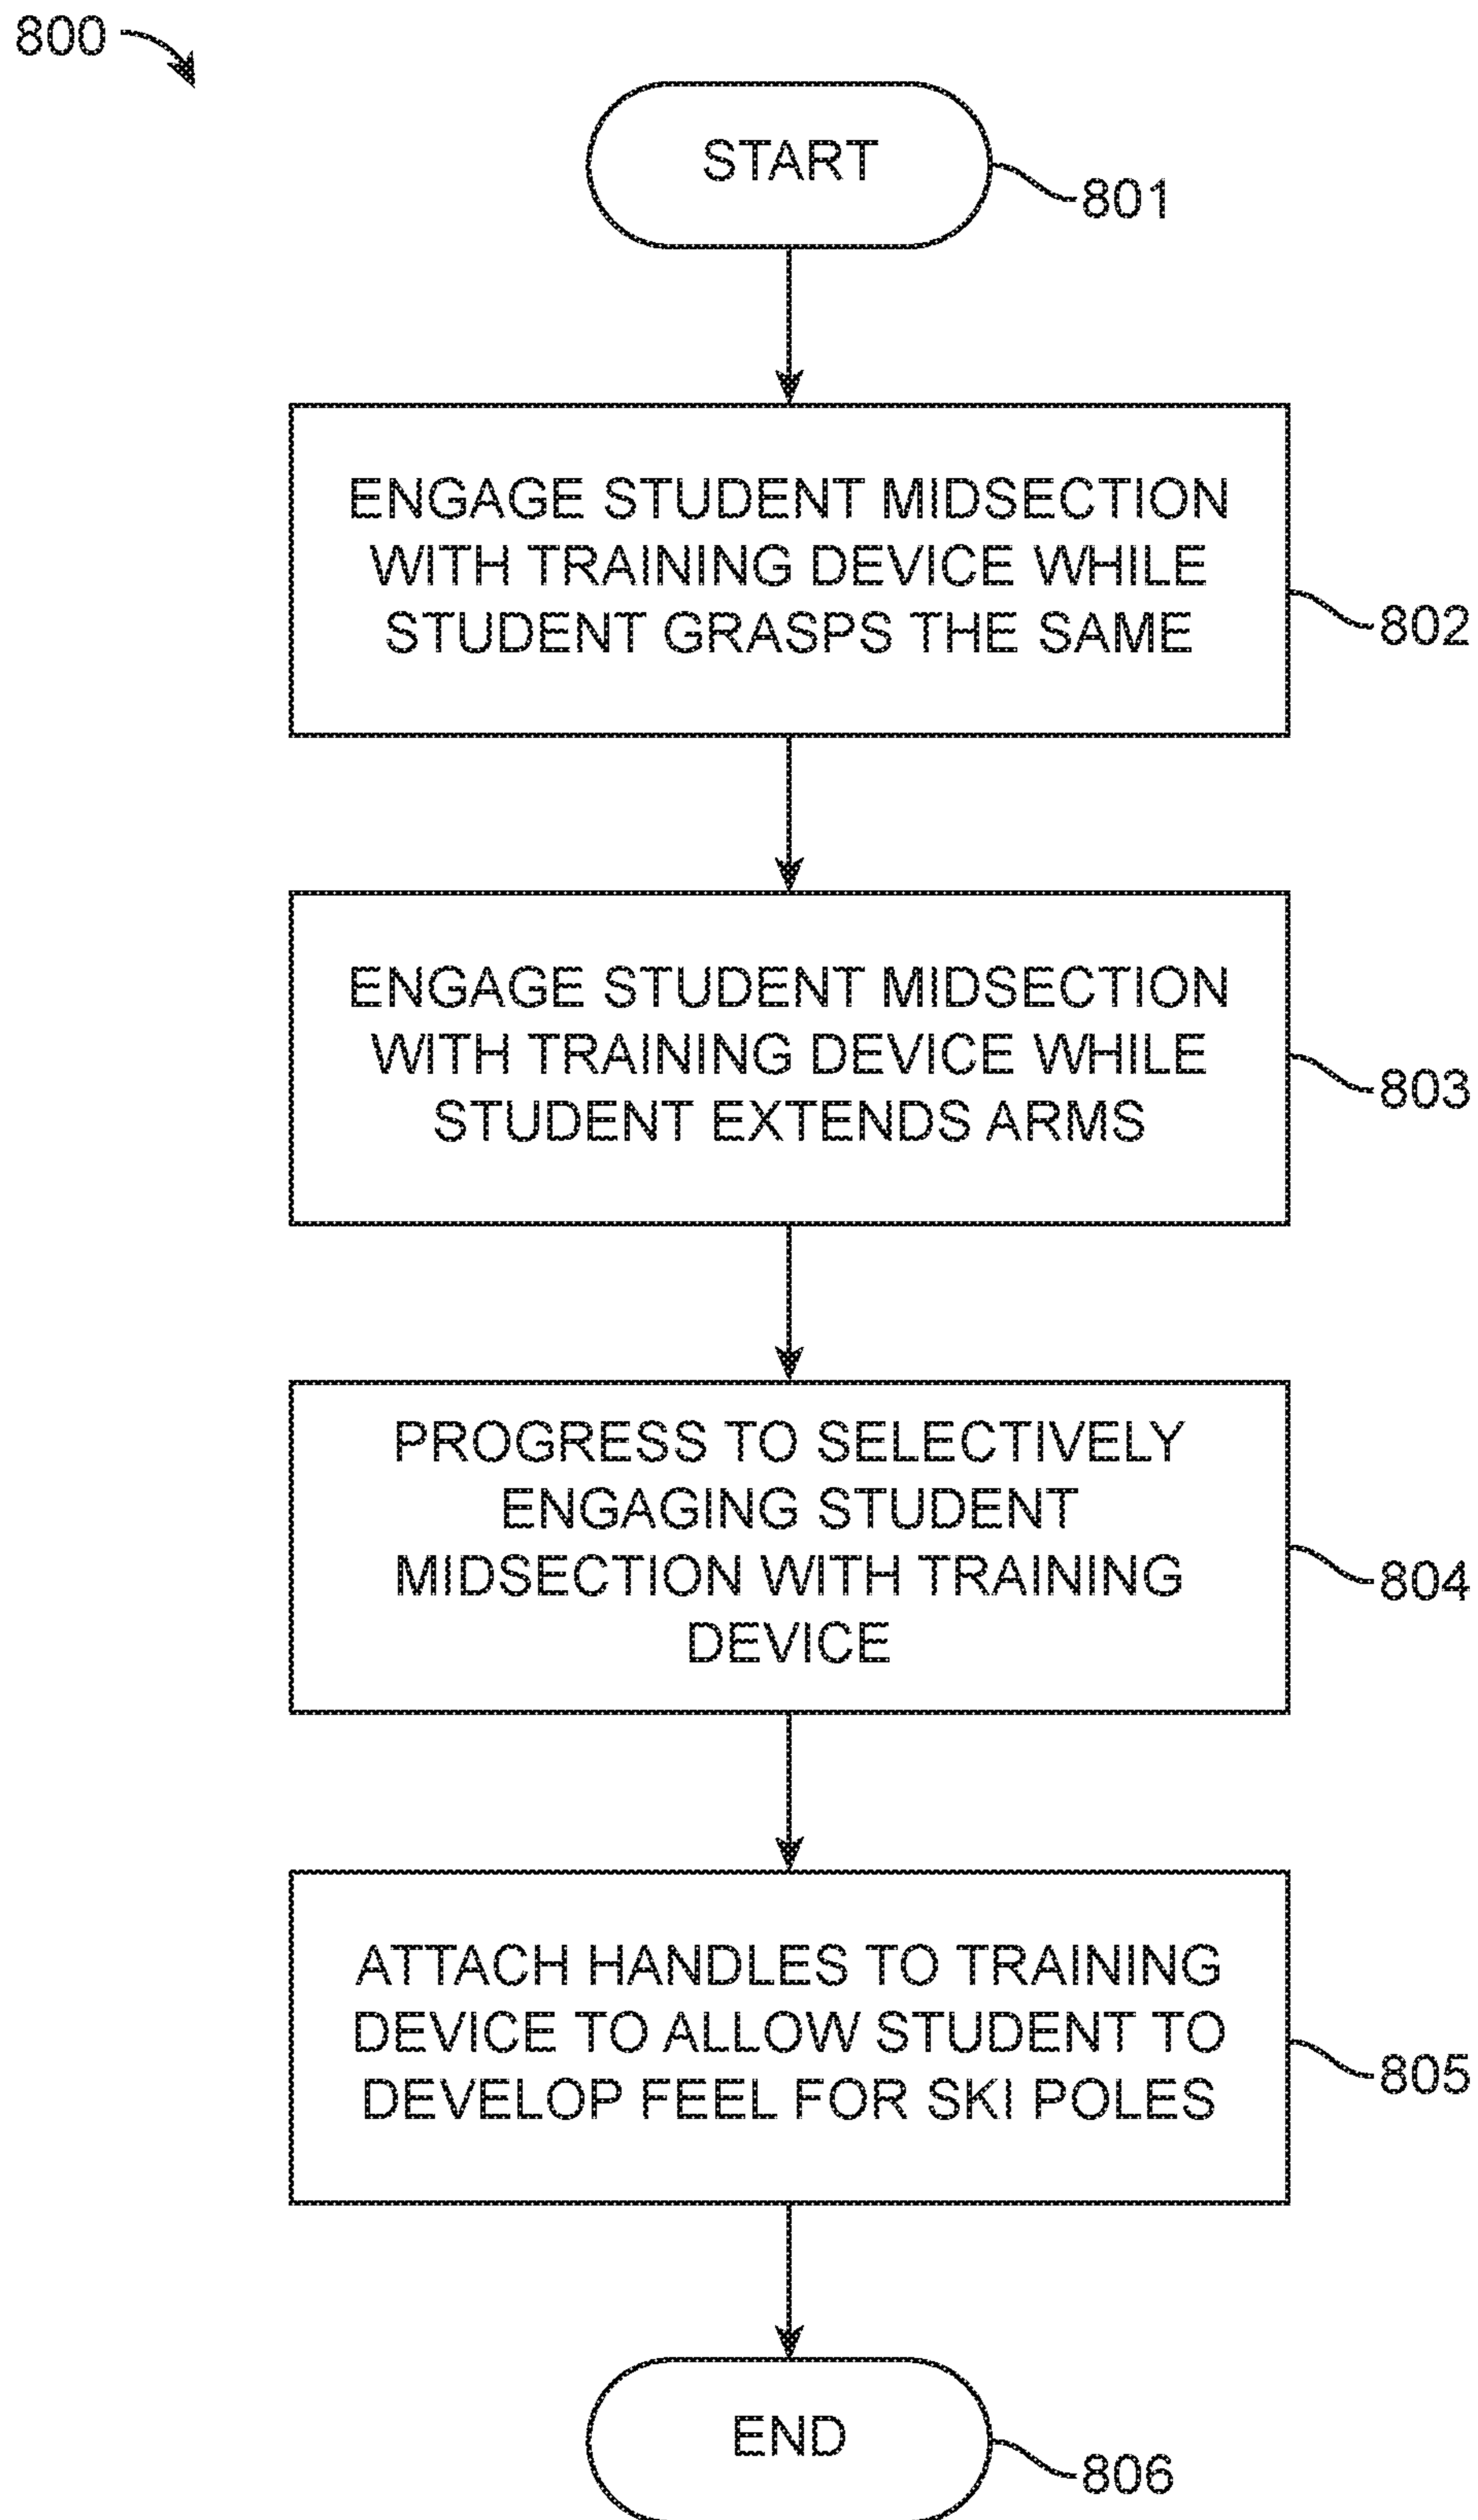 800
START
801
ENGAGE STUDENT MIDSECTION
WITH TRAINING DEVICE WHILE
STUDENT GRASPS THE SAME
802
ENGAGE STUDENT MIDSECTION
WITH TRAINING DEVICE WHILE
STUDENT EXTENDS ARMS
803
PROGRESS TO SELECTIVELY
ENGAGING STUDENT
MIDSECTION WITH TRAINING
DEVICE
804
ATTACH HANDLES TO TRAINING
DEVICE TO ALLOW STUDENT TO
DEVELOP FEEL FOR SKI POLES
805
END
806